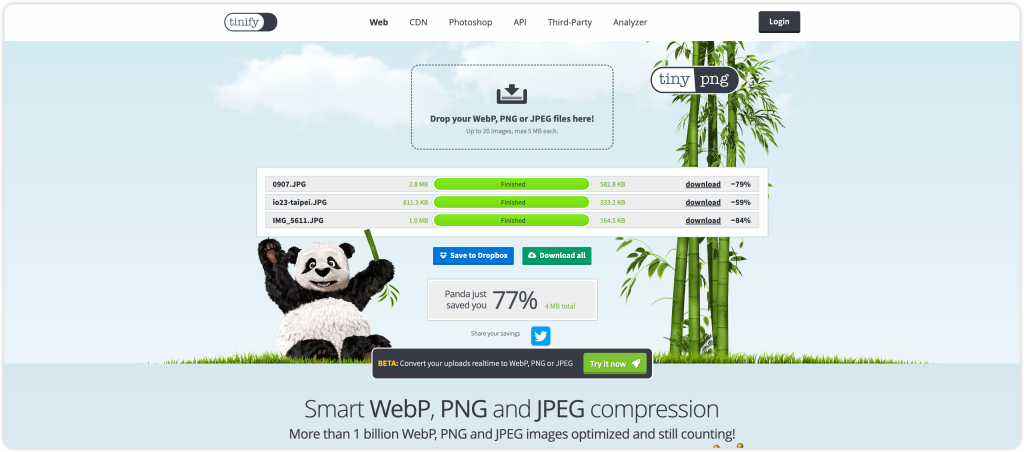 tinify
Web CDN Photoshop API Third-Party Analyzer
Login
tiny png
Drop your WebP, PNG or JPEG files here!
Up to 20 images, max 5 MB each.
0907.JPG 2.8 MB Finished 582.8 KB download -79%
io23-taipei.JPG 811.3 KB Finished 333.2 KB download -59%
IMG_5611.JPG 1.0 MB Finished 164.5 KB download -84%
Save to Dropbox Download all
Panda just
saved you 77% 4 MB total
Share your savings
BETA: Convert your uploads realtime to WebP, PNG or JPEG Try it now
Smart WebP, PNG and JPEG compression
More than 1 billion WebP, PNG and JPEG images optimized and still counting!